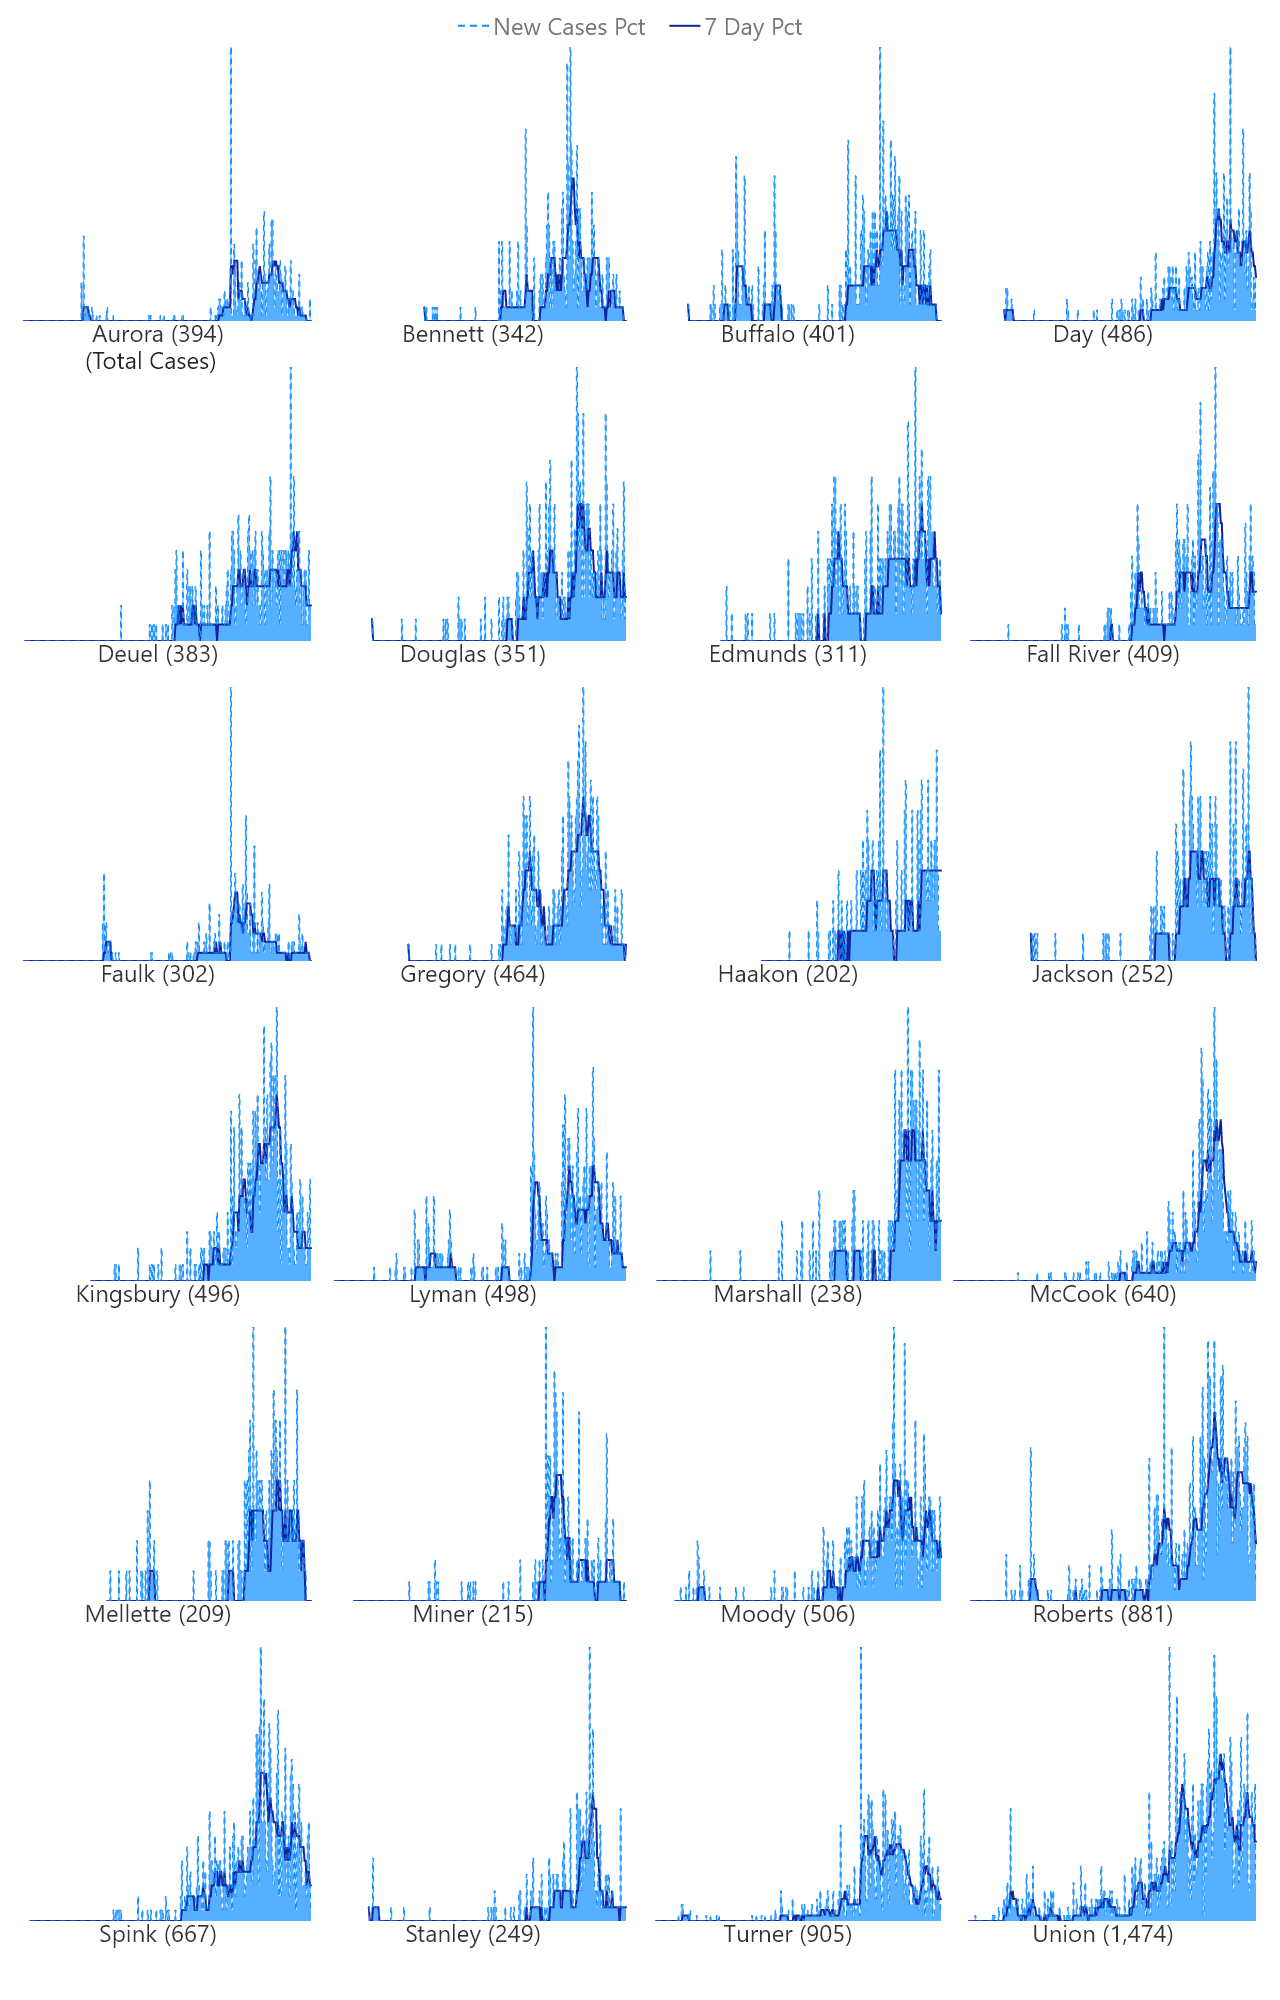 New Cases Pct 7 Day Pct
Aurora (394) Bennett (342) Buffalo (401) Day (486)
(Total Cases)
Deuel (383) Douglas (351) Edmunds (311) Fall River (409)
Faulk (302) Gregory (464) Haakon (202) Jackson (252)
Kingsbury (496) Lyman (498) Marshall (238) McCook (640)
Mellette (209) Miner (215) Moody (506) Roberts (881)
Spink (667) Stanley (249) Turner (905) Union (1,474)